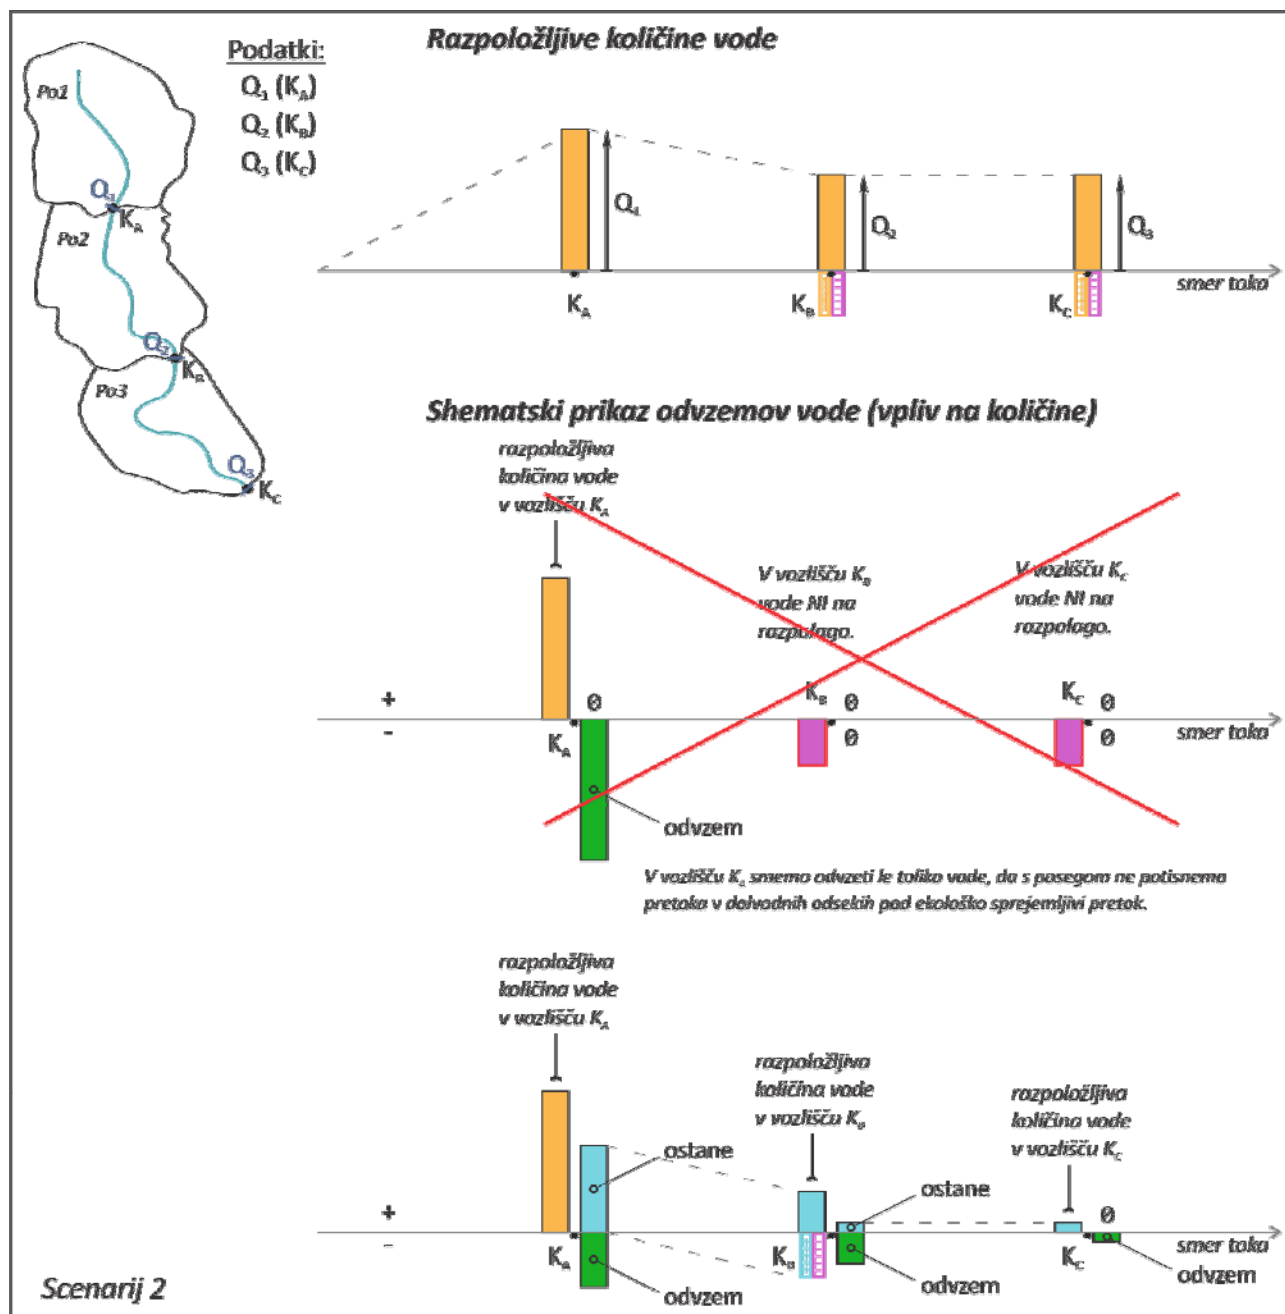 Razpoložljive količine vode
Podatki:
Q₁ (K_A)
Q₂ (K_B)
Q₃ (K_C)
Po1
Q₁
K_A
Po2
Q₂
K_B
Po3
Q₃
K_C
Q₁
Q₂
Q₃
K_A
K_B
K_C
smer toka
Shematski prikaz odvzemov vode (vpliv na količine)
razpoložljiva
količina vode
v vozlišču K_A
V vozlišču K_B
vode NI na
razpolago.
V vozlišču K_C
vode NI na
razpolago.
+
-
K_A
0
K_B
0
0
K_C
0
0
smer toka
odvzem
V vozlišču K_A smemo odvzeti le toliko vode, da s posegom ne potisnemo
pretoka v dolvodnih odsekih pod ekološko sprejemljivi pretok.
razpoložljiva
količina vode
v vozlišču K_A
razpoložljiva
količina vode
v vozlišču K_B
razpoložljiva
količina vode
v vozlišču K_C
ostane
ostane
0
+
-
K_A
K_B
K_C
smer toka
odvzem
odvzem
odvzem
Scenarij 2